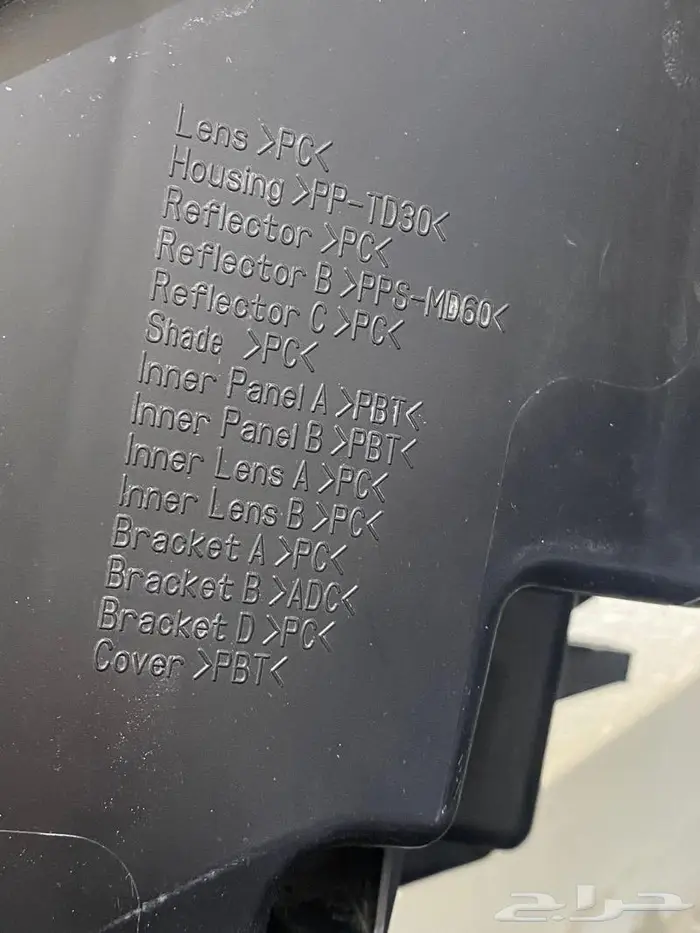 Lens >PC<
Housing >PP-TD30<
Reflector >PC<
Reflector B >PPS-MD60<
Reflector C >PC<
Shade >PC<
Inner Panel A >PBT<
Inner Panel B >PBT<
Inner Lens A >PC<
Inner Lens B >PC<
Bracket A >PC<
Bracket B >ADC<
Bracket D >PC<
Cover >PBT<
حراج